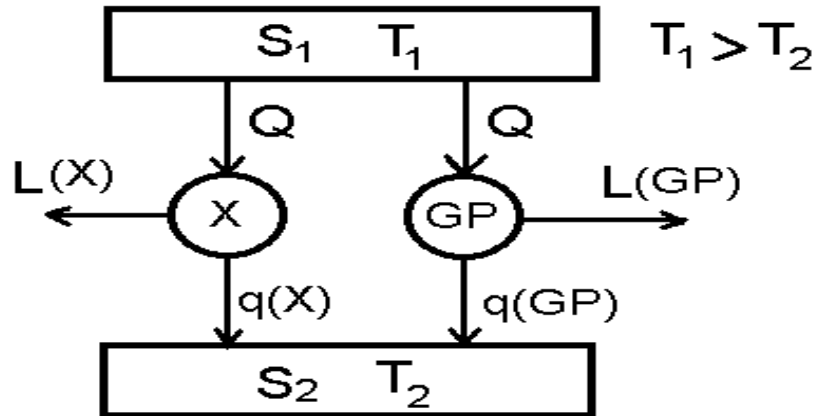 S₁ T₁
T₁ > T₂
Q
Q
L(X)
X
GP
L(GP)
q(X)
q(GP)
S₂ T₂